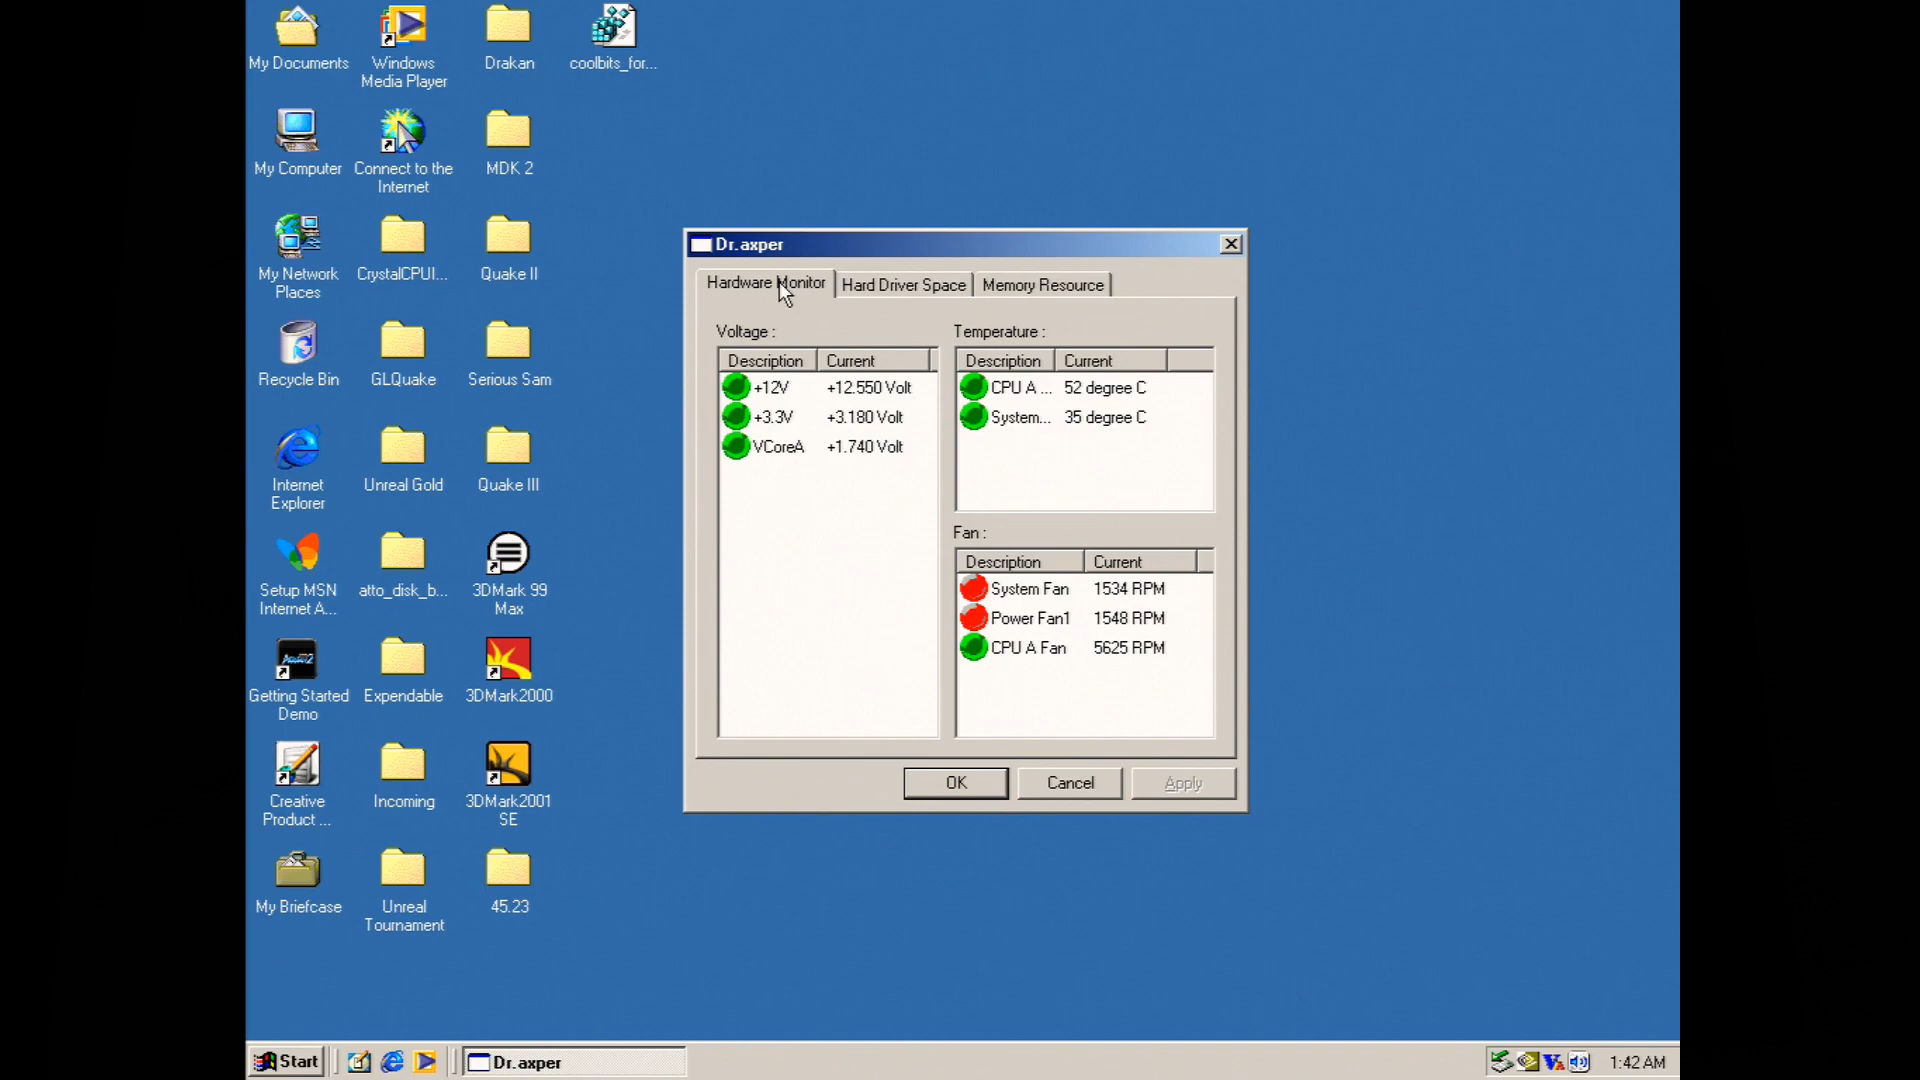 My Documents
Windows
Media Player
Drakan
coolbits_for...
My Computer
Connect to the
Internet
MDK 2
My Network
Places
CrystalCPUI...
Quake II
Recycle Bin
GLQuake
Serious Sam
Internet
Explorer
Unreal Gold
Quake III
Setup MSN
Internet A...
atto_disk_b...
3DMark 99
Max
Getting Started
Demo
Expendable
3DMark2000
Creative
Product ...
Incoming
3DMark2001
SE
My Briefcase
Unreal
Tournament
45.23
Dr.axper
Hardware Monitor
Hard Driver Space
Memory Resource
Voltage :
Description Current
+12V +12.550 Volt
+3.3V +3.180 Volt
VCoreA +1.740 Volt
Temperature :
Description Current
CPU A ... 52 degree C
System... 35 degree C
Fan :
Description Current
System Fan 1534 RPM
Power Fan1 1548 RPM
CPU A Fan 5625 RPM
OK
Cancel
Apply
Start
Dr.axper
1:42 AM